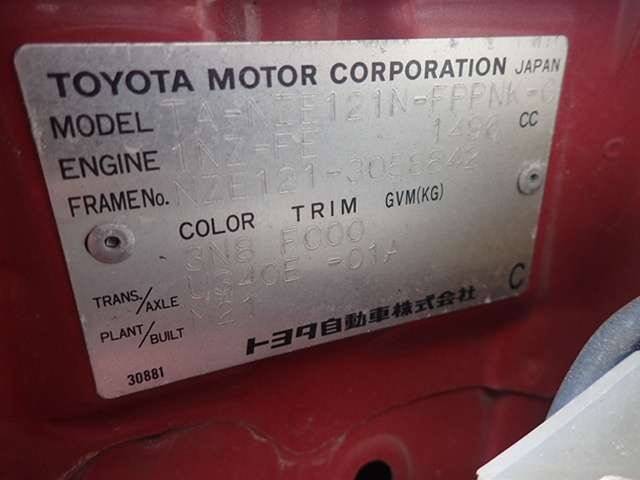 TOYOTA MOTOR CORPORATION JAPAN
MODEL TA-NZE121N-
ENGINE 1NZ-FE 1496 CC
FRAME No. NZE121-3058842
COLOR TRIM GVM(KG)
3N8 FC00
TRANS./AXLE U340E -01A
PLANT/BUILT
トヨタ自動車株式会社
C
30881